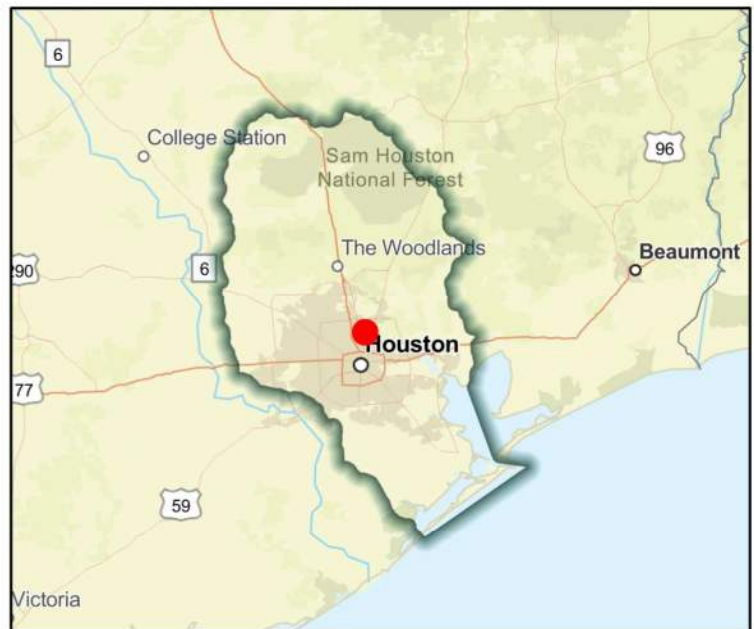 6
College Station
Sam Houston
National Forest
96
The Woodlands
Beaumont
290
6
Houston
77
59
Victoria